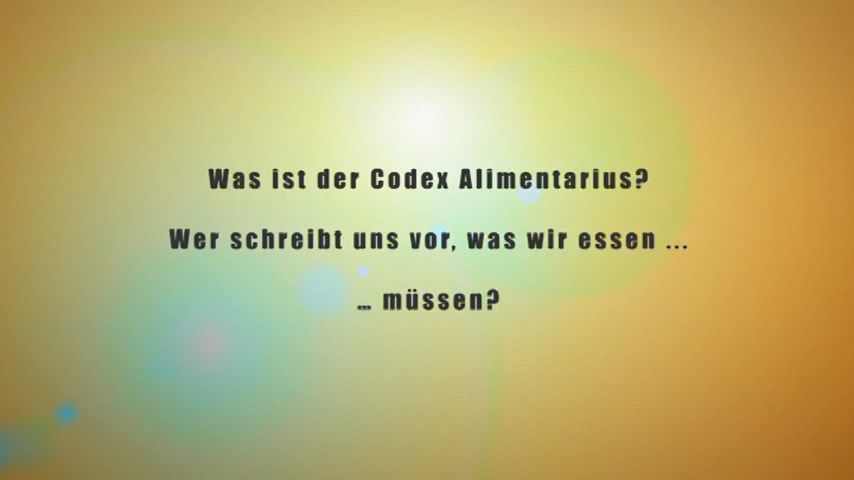 Was ist der Codex Alimentarius?
Wer schreibt uns vor, was wir essen ...
... müssen?